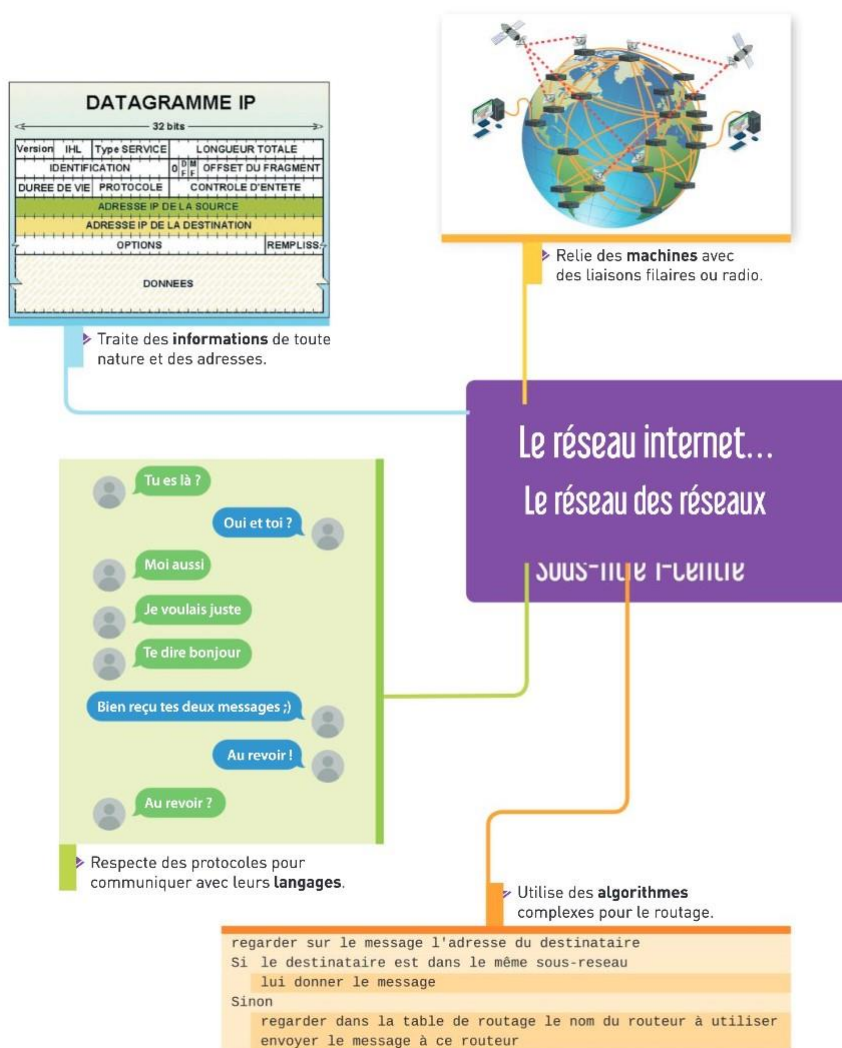 DATAGRAMME IP
32 bits
Version IHL Type SERVICE LONGUEUR TOTALE
IDENTIFICATION 0 DF MF OFFSET DU FRAGMENT
DUREE DE VIE PROTOCOLE CONTROLE D'ENTETE
ADRESSE IP DE LA SOURCE
ADRESSE IP DE LA DESTINATION
OPTIONS REMPLISS
DONNEES
Traite des informations de toute
nature et des adresses.
Relie des machines avec
des liaisons filaires ou radio.
Le réseau internet...
Le réseau des réseaux
Tu es là ?
Oui et toi ?
Moi aussi
Je voulais juste
Te dire bonjour
Bien reçu tes deux messages ;)
Au revoir !
Au revoir ?
Respecte des protocoles pour
communiquer avec leurs langages.
Utilise des algorithmes
complexes pour le routage.
regarder sur le message l'adresse du destinataire
Si le destinataire est dans le même sous-reseau
lui donner le message
Sinon
regarder dans la table de routage le nom du routeur à utiliser
envoyer le message à ce routeur